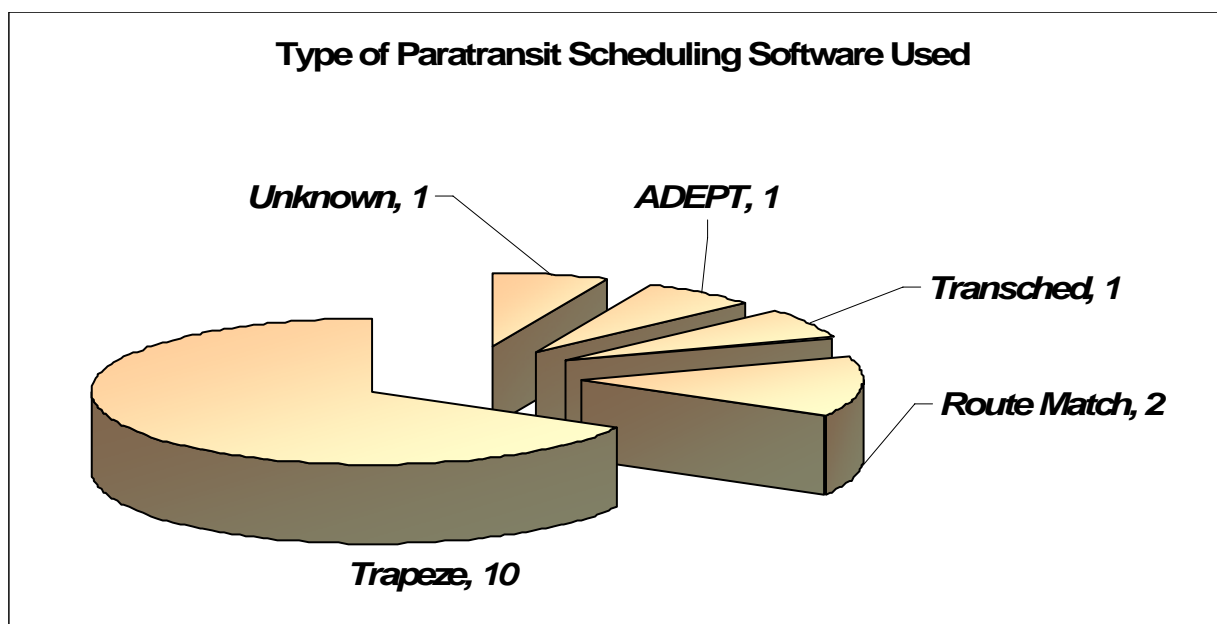 Type of Paratransit Scheduling Software Used
Unknown, 1
ADEPT, 1
Transched, 1
Route Match, 2
Trapeze, 10